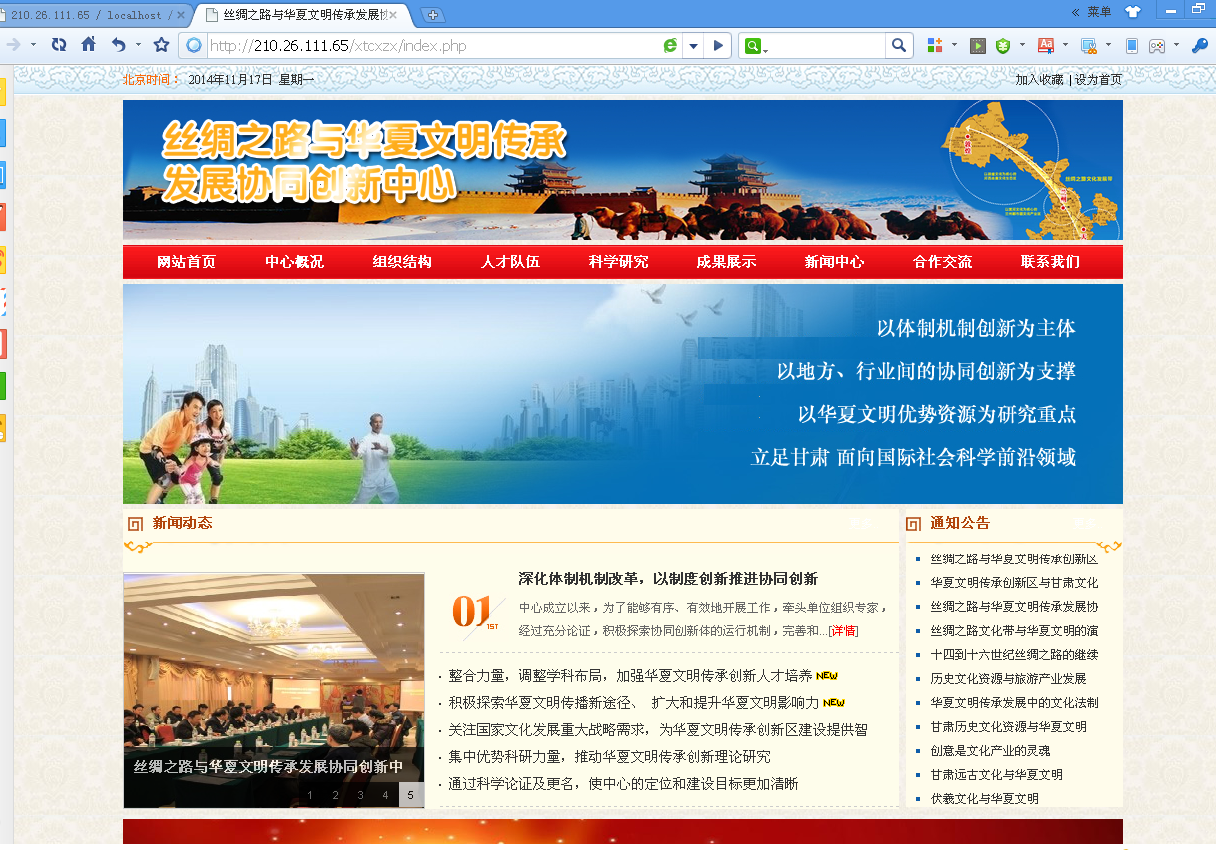 210.26.111.65 / localhost /
丝绸之路与华夏文明传承发展协
菜单
http://210.26.111.65/xtcxzx/index.php
北京时间： 2014年11月17日 星期一
加入收藏 | 设为首页
丝绸之路与华夏文明传承
发展协同创新中心
敦煌
丝绸之路文化发展带
网站首页 中心概况 组织结构 人才队伍 科学研究 成果展示 新闻中心 合作交流 联系我们
以体制机制创新为主体
以地方、行业间的协同创新为支撑
以华夏文明优势资源为研究重点
立足甘肃 面向国际社会科学前沿领域
新闻动态
丝绸之路与华夏文明传承发展协同创新中
1 2 3 4 5
01 1ST
深化体制机制改革，以制度创新推进协同创新
中心成立以来，为了能够有序、有效地开展工作，牵头单位组织专家，
经过充分论证，积极探索协同创新体的运行机制，完善和...[详情]
· 整合力量，调整学科布局，加强华夏文明传承创新人才培养 NEW
· 积极探索华夏文明传播新途径、 扩大和提升华夏文明影响力 NEW
· 关注国家文化发展重大战略需求，为华夏文明传承创新区建设提供智
· 集中优势科研力量，推动华夏文明传承创新理论研究
· 通过科学论证及更名，使中心的定位和建设目标更加清晰
通知公告
丝绸之路与华夏文明传承创新区
华夏文明传承创新区与甘肃文化
丝绸之路与华夏文明传承发展协
丝绸之路文化带与华夏文明的演
十四到十六世纪丝绸之路的继续
历史文化资源与旅游产业发展
华夏文明传承发展中的文化法制
甘肃历史文化资源与华夏文明
创意是文化产业的灵魂
甘肃远古文化与华夏文明
伏羲文化与华夏文明